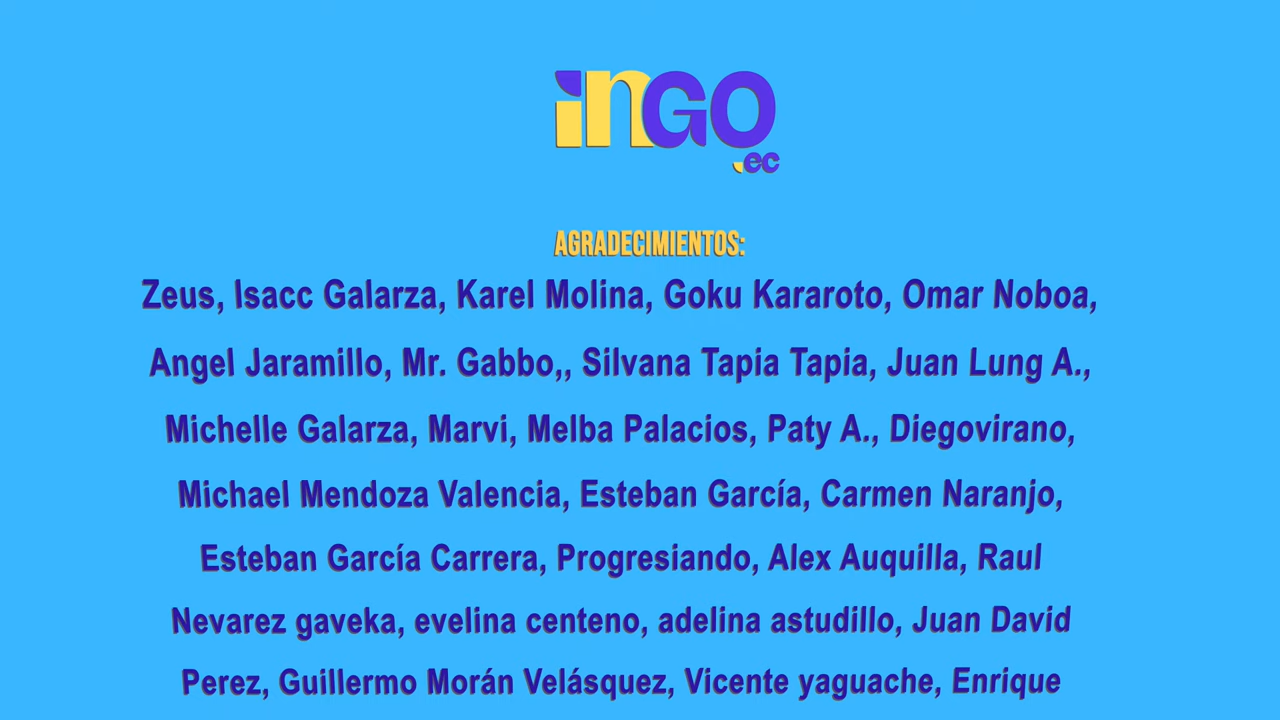 inGO
.ec
AGRADECIMIENTOS:
Zeus, Isacc Galarza, Karel Molina, Goku Kararoto, Omar Noboa,
Angel Jaramillo, Mr. Gabbo,, Silvana Tapia Tapia, Juan Lung A.,
Michelle Galarza, Marvi, Melba Palacios, Paty A., Diegovirano,
Michael Mendoza Valencia, Esteban García, Carmen Naranjo,
Esteban García Carrera, Progresiando, Alex Auquilla, Raul
Nevarez gaveka, evelina centeno, adelina astudillo, Juan David
Perez, Guillermo Morán Velásquez, Vicente yaguache, Enrique